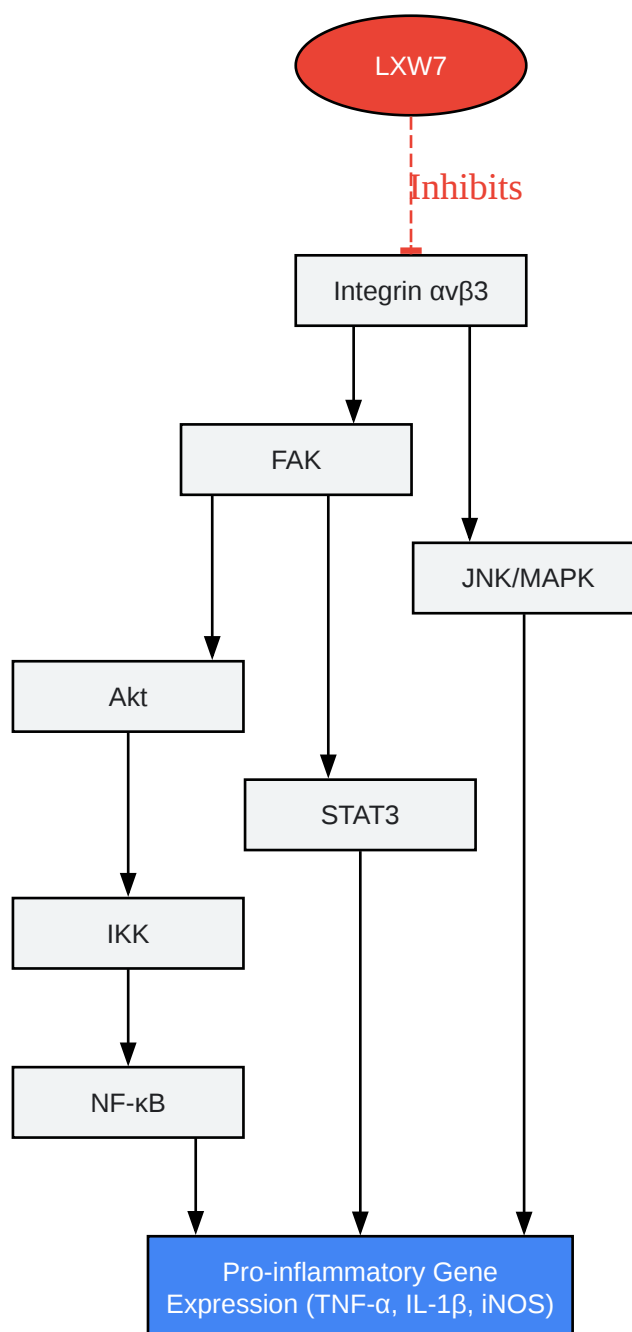 LXW7
Inhibits
Integrin αvβ3
FAK
JNK/MAPK
Akt
STAT3
IKK
NF-κB
Pro-inflammatory Gene
Expression (TNF-α, IL-1β, iNOS)